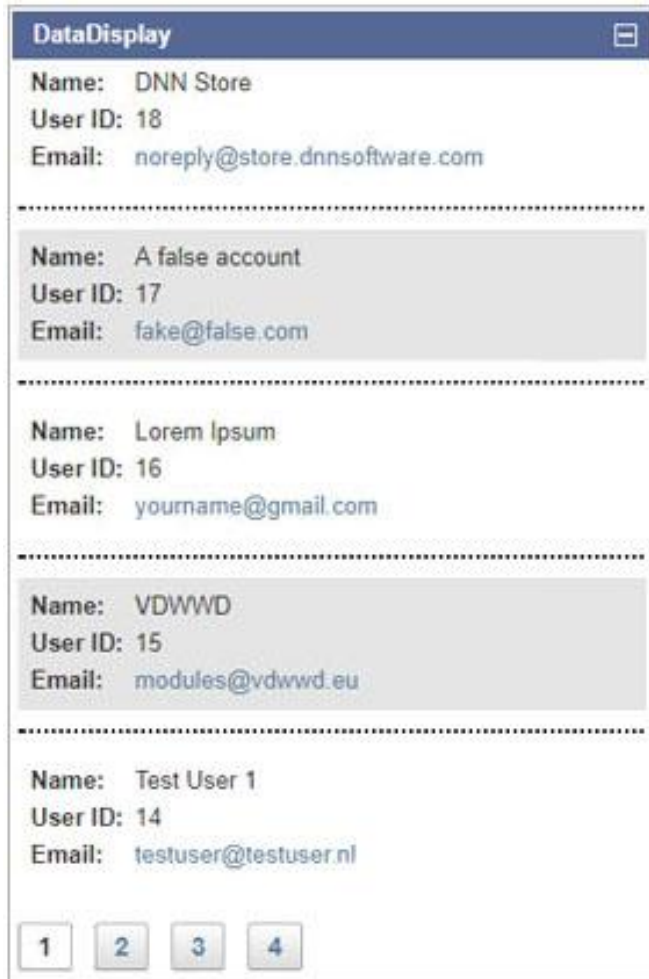 DataDisplay
Name: DNN Store
User ID: 18
Email: noreply@store.dnnsoftware.com
Name: A false account
User ID: 17
Email: fake@false.com
Name: Lorem Ipsum
User ID: 16
Email: yourname@gmail.com
Name: VDWWD
User ID: 15
Email: modules@vdwwd.eu
Name: Test User 1
User ID: 14
Email: testuser@testuser.nl
1 2 3 4